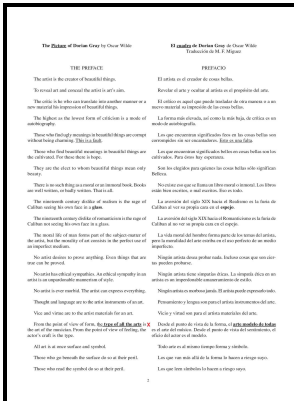 The Picture of Dorian Gray by Oscar Wilde
THE PREFACE
The artist is the creator of beautiful things.
To reveal art and conceal the artist is art's aim.
The critic is he who can translate into another manner or a
new material his impression of beautiful things.
The highest as the lowest form of criticism is a mode of
autobiography.
Those who find ugly meanings in beautiful things are corrupt
without being charming. This is a fault.
Those who find beautiful meanings in beautiful things are
the cultivated. For these there is hope.
They are the elect to whom beautiful things mean only
beauty.
There is no such thing as a moral or an immoral book. Books
are well written, or badly written. That is all.
The nineteenth century dislike of realism is the rage of
Caliban seeing his own face in a glass.
The nineteenth century dislike of romanticism is the rage of
Caliban not seeing his own face in a glass.
The moral life of man forms part of the subject-matter of
the artist, but the morality of art consists in the perfect use of
an imperfect medium.
No artist desires to prove anything. Even things that are
true can be proved.
No artist has ethical sympathies. An ethical sympathy in an
artist is an unpardonable mannerism of style.
No artist is ever morbid. The artist can express everything.
Thought and language are to the artist instruments of an art.
Vice and virtue are to the artist materials for an art.
From the point of view of form, the type of all the arts is X
the art of the musician. From the point of view of feeling, the
actor's craft is the type.
All art is at once surface and symbol.
Those who go beneath the surface do so at their peril.
Those who read the symbol do so at their peril.
El cuadro de Dorian Gray de Oscar Wilde
Traducción de M. F. Miguez
PREFACIO
El artista es el creador de cosas bellas.
Revelar el arte y ocultar al artista es el propósito del arte.
El crítico es aquel que puede trasladar de otra manera o a un
nuevo material su impresión de las cosas bellas.
La forma más elevada, así como la más baja, de crítica es un
modo de autobiografía.
Los que encuentran significados feos en las cosas bellas son
corrompidos sin ser encantadores. Esto es una falta.
Los que encuentran significados bellos en cosas bellas son los
cultivados. Para éstos hay esperanza.
Son los elegidos para quienes las cosas bellas sólo significan
Belleza.
No existe eso que se llama un libro moral o inmoral. Los libros
están bien escritos, o mal escritos. Eso es todo.
La aversión del siglo XIX hacia el Realismo es la furia de
Caliban al ver su propia cara en el espejo.
La aversión del siglo XIX hacia el Romanticismo es la furia de
Caliban al no ver su propia cara en el espejo.
La vida moral del hombre forma parte de los temas del artista,
pero la moralidad del arte estriba en el uso perfecto de un medio
imperfecto.
Ningún artista desea probar nada. Incluso cosas que son cier-
tas pueden probarse.
Ningún artista tiene simpatías éticas. La simpatía ética en un
artista es un imperdonable amaneramiento de estilo.
Ningún artista es morboso jamás. El artista puede expresarlo todo.
Pensamiento y lengua son para el artista instrumentos del arte.
Vicio y virtud son para el artista materiales del arte.
Desde el punto de vista de la forma, el arte modelo de todas
es el arte del músico. Desde el punto de vista del sentimiento, el
oficio del actor es el modelo.
Todo arte es al mismo tiempo forma y símbolo.
Los que van más allá de la forma lo hacen a riesgo suyo.
Los que leen símbolos lo hacen a riesgo suyo.